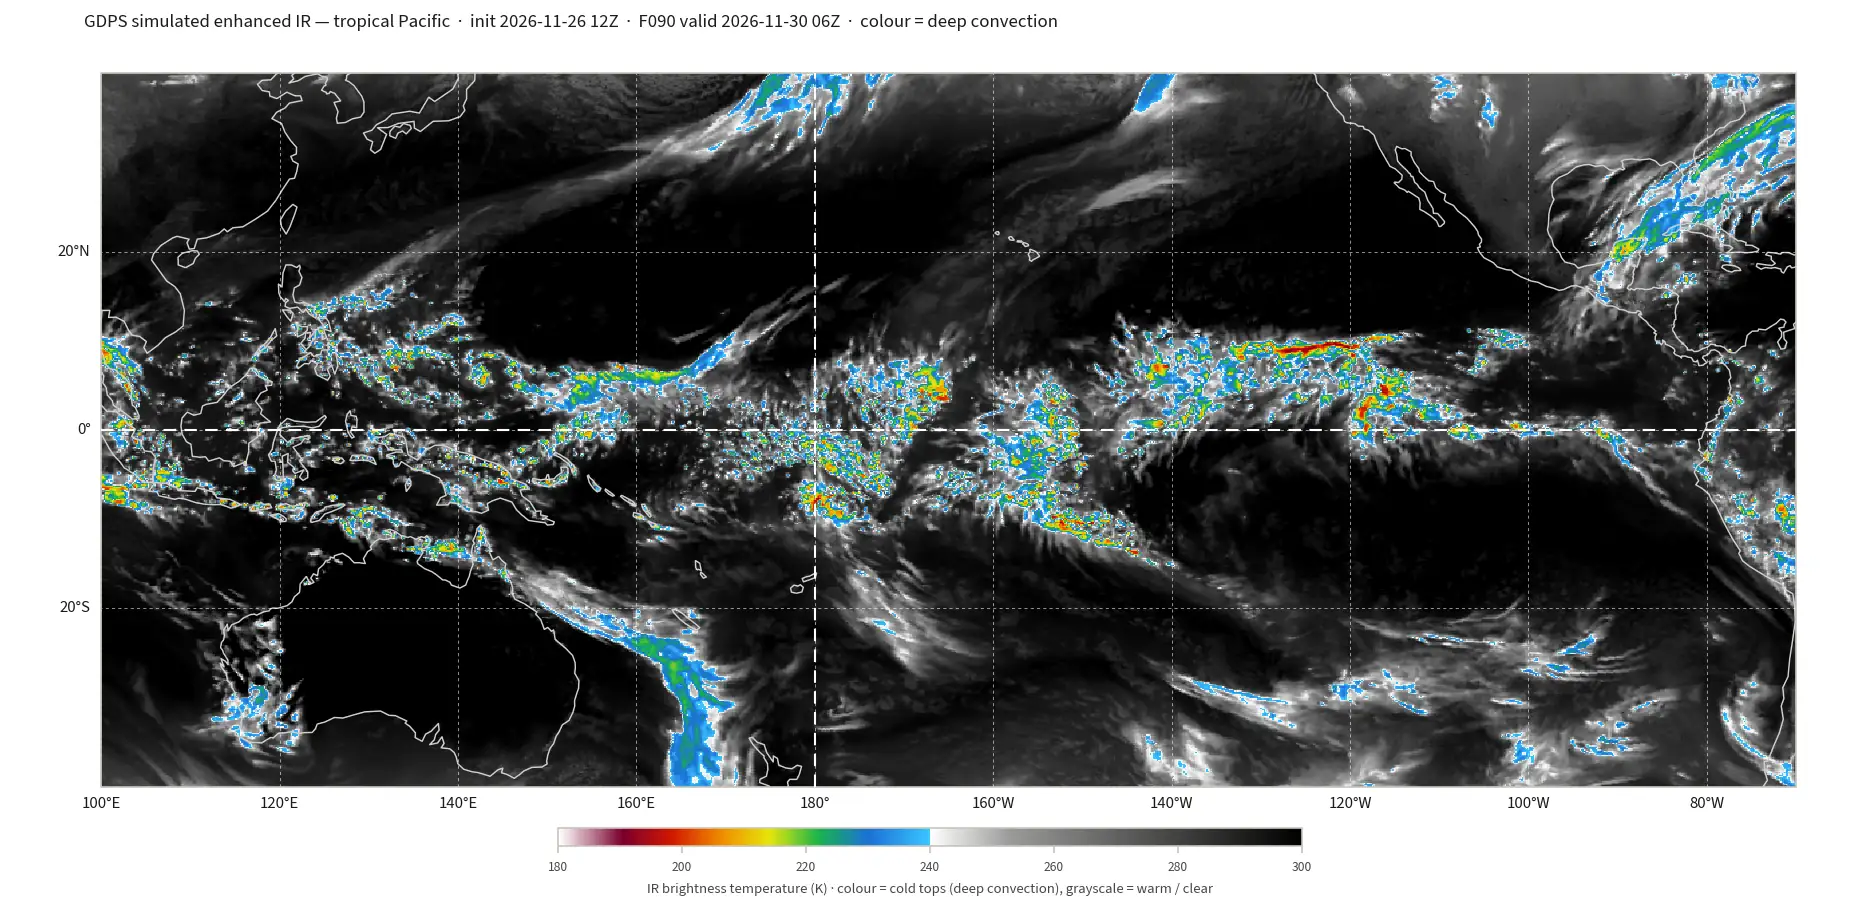 GDPS simulated enhanced IR — tropical Pacific · init 2026-11-26 12Z · F090 valid 2026-11-30 06Z · colour = deep convection
20°N
0°
20°S
100°E 120°E 140°E 160°E 180° 160°W 140°W 120°W 100°W 80°W
180 200 220 240 260 280 300
IR brightness temperature (K) · colour = cold tops (deep convection), grayscale = warm / clear